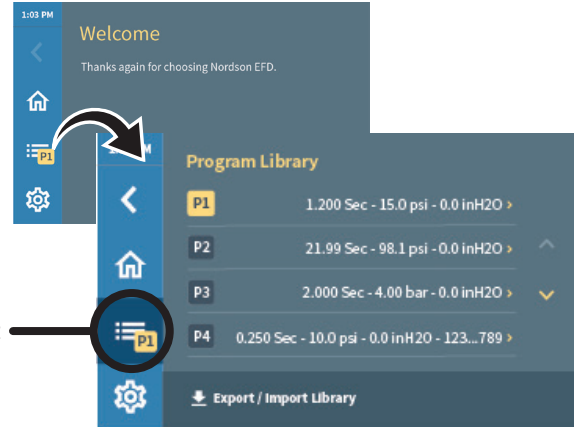 1:03 PM
Welcome
Thanks again for choosing Nordson EFD.
P1
Program Library
P1 1.200 Sec - 15.0 psi - 0.0 inH2O ›
P2 21.99 Sec - 98.1 psi - 0.0 inH2O ›
P3 2.000 Sec - 4.00 bar - 0.0 inH2O ›
P1
P4 0.250 Sec - 10.0 psi - 0.0 inH2O - 123...789 ›
Export / Import Library